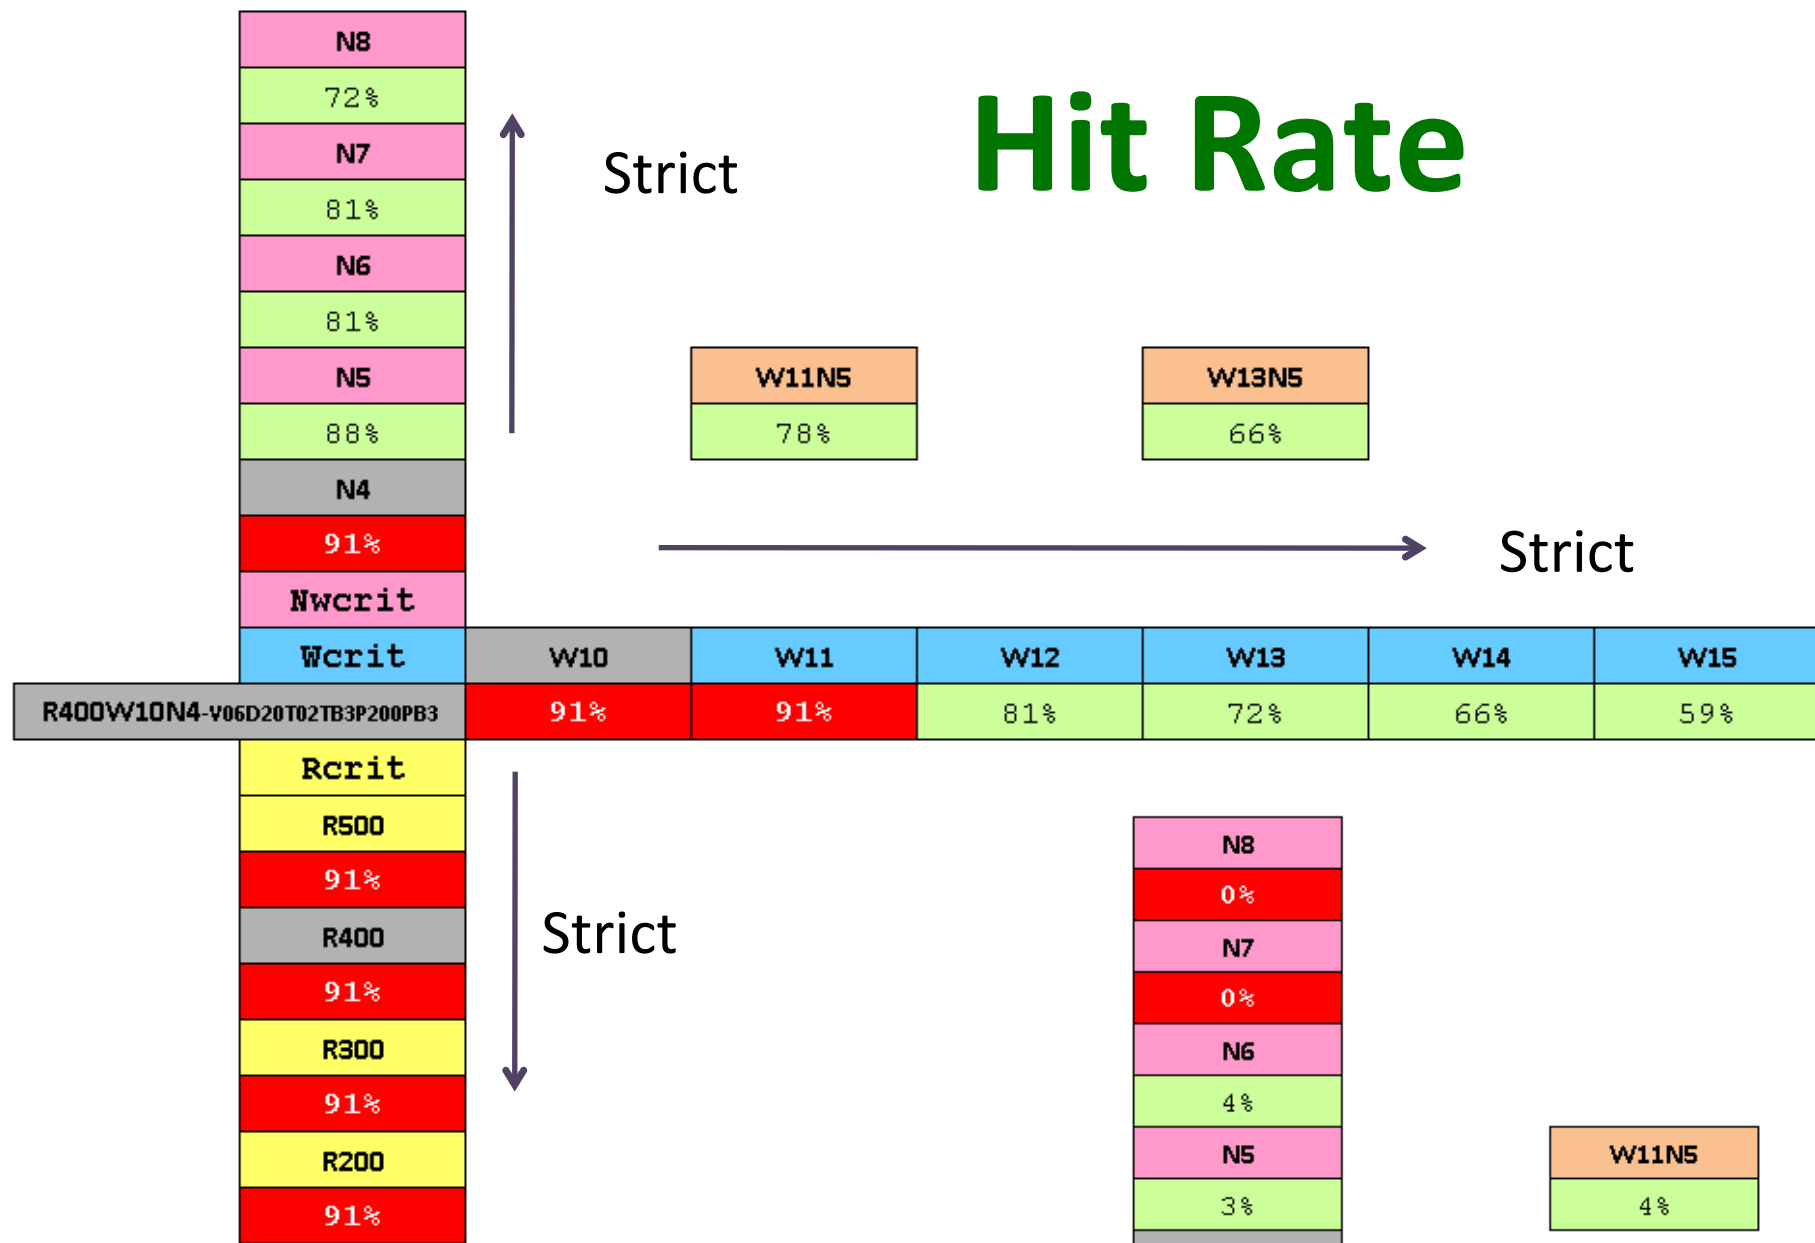 N8
72%
Hit Rate
N7
Strict
81%
N6
81%
N5 W11N5 W13N5
88% 78% 66%
N4
91%
Strict
Nwcrit
Wcrit W10 W11 W12 W13 W14 W15
R400W10N4-V06D20T02TB3P200PB3 91% 91% 81% 72% 66% 59%
Rcrit
R500
N8
91%
0%
R400
Strict
N7
91%
0%
R300
N6
91%
4%
R200
N5 W11N5
91%
3% 4%